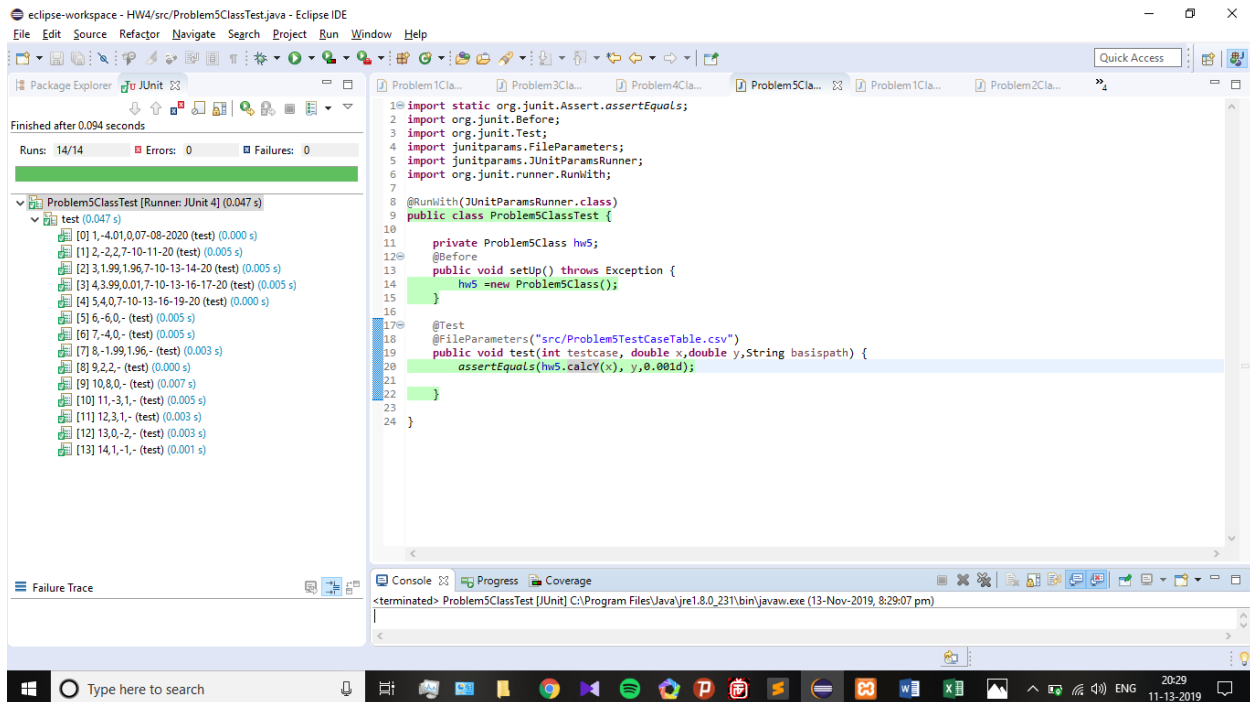 eclipse-workspace - HW4/src/Problem5ClassTest.java - Eclipse IDE
File Edit Source Refactor Navigate Search Project Run Window Help
Quick Access
Package Explorer JUnit
Finished after 0.094 seconds
Runs: 14/14 Errors: 0 Failures: 0
Problem5ClassTest [Runner: JUnit 4] (0.047 s)
test (0.047 s)
[0] 1,-4.01,0,07-08-2020 (test) (0.000 s)
[1] 2,-2,2,7-10-11-20 (test) (0.005 s)
[2] 3,1.99,1.96,7-10-13-14-20 (test) (0.005 s)
[3] 4,3.99,0.01,7-10-13-16-17-20 (test) (0.005 s)
[4] 5,4,0,7-10-13-16-19-20 (test) (0.000 s)
[5] 6,-6,0,- (test) (0.005 s)
[6] 7,-4,0,- (test) (0.005 s)
[7] 8,-1.99,1.96,- (test) (0.003 s)
[8] 9,2,2,- (test) (0.000 s)
[9] 10,8,0,- (test) (0.007 s)
[10] 11,-3,1,- (test) (0.005 s)
[11] 12,3,1,- (test) (0.003 s)
[12] 13,0,-2,- (test) (0.003 s)
[13] 14,1,-1,- (test) (0.001 s)
Failure Trace
Problem1Cla... Problem3Cla... Problem4Cla... Problem5Cla... Problem1Cla... Problem2Cla... »4
1 import static org.junit.Assert.assertEquals;
2 import org.junit.Before;
3 import org.junit.Test;
4 import junitparams.FileParameters;
5 import junitparams.JUnitParamsRunner;
6 import org.junit.runner.RunWith;
7
8 @RunWith(JUnitParamsRunner.class)
9 public class Problem5ClassTest {
10
11 private Problem5Class hw5;
12 @Before
13 public void setUp() throws Exception {
14 hw5 =new Problem5Class();
15 }
16
17 @Test
18 @FileParameters("src/Problem5TestCaseTable.csv")
19 public void test(int testcase, double x,double y,String basispath) {
20 assertEquals(hw5.calcY(x), y,0.001d);
21
22 }
23
24 }
Console Progress Coverage
<terminated> Problem5ClassTest [JUnit] C:\Program Files\Java\jre1.8.0_231\bin\javaw.exe (13-Nov-2019, 8:29:07 pm)
Type here to search
ENG
20:29
11-13-2019